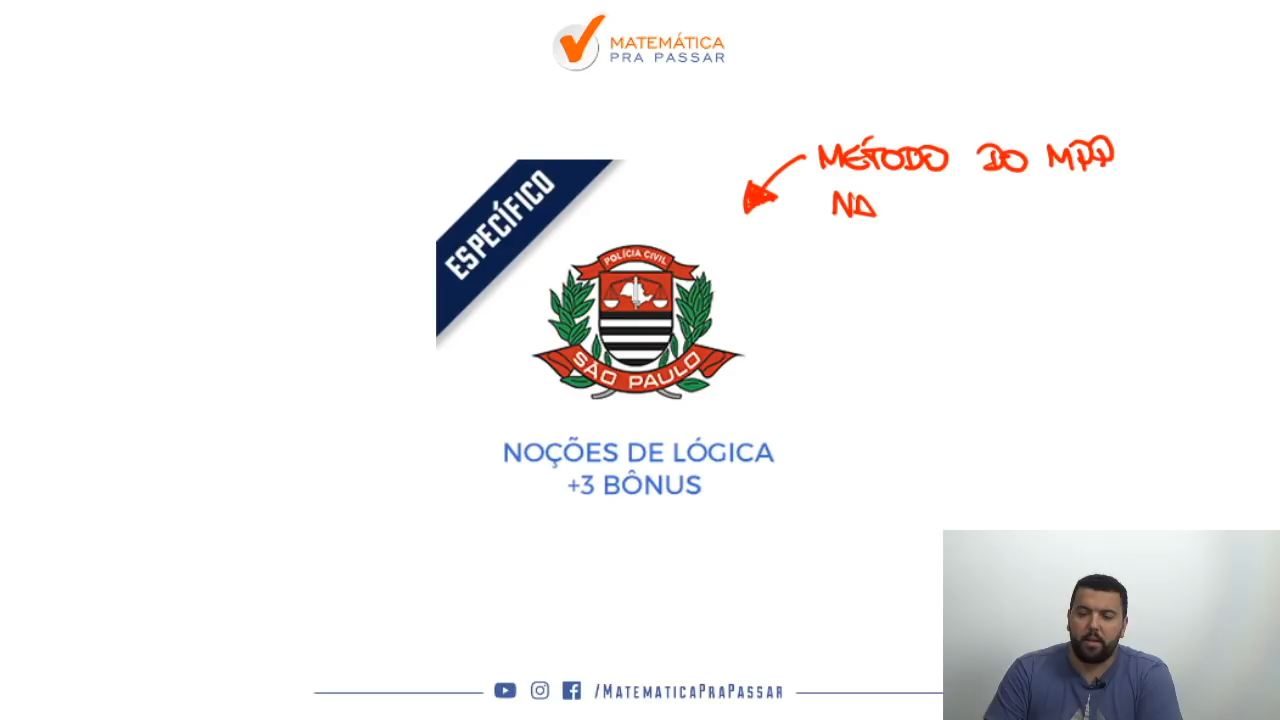 MATEMÁTICA
PRA PASSAR
MÉTODO DO MPP
NA
ESPECÍFICO
POLÍCIA CIVIL
SÃO PAULO
NOÇÕES DE LÓGICA
+3 BÔNUS
/MATEMATICAPRAPASSAR